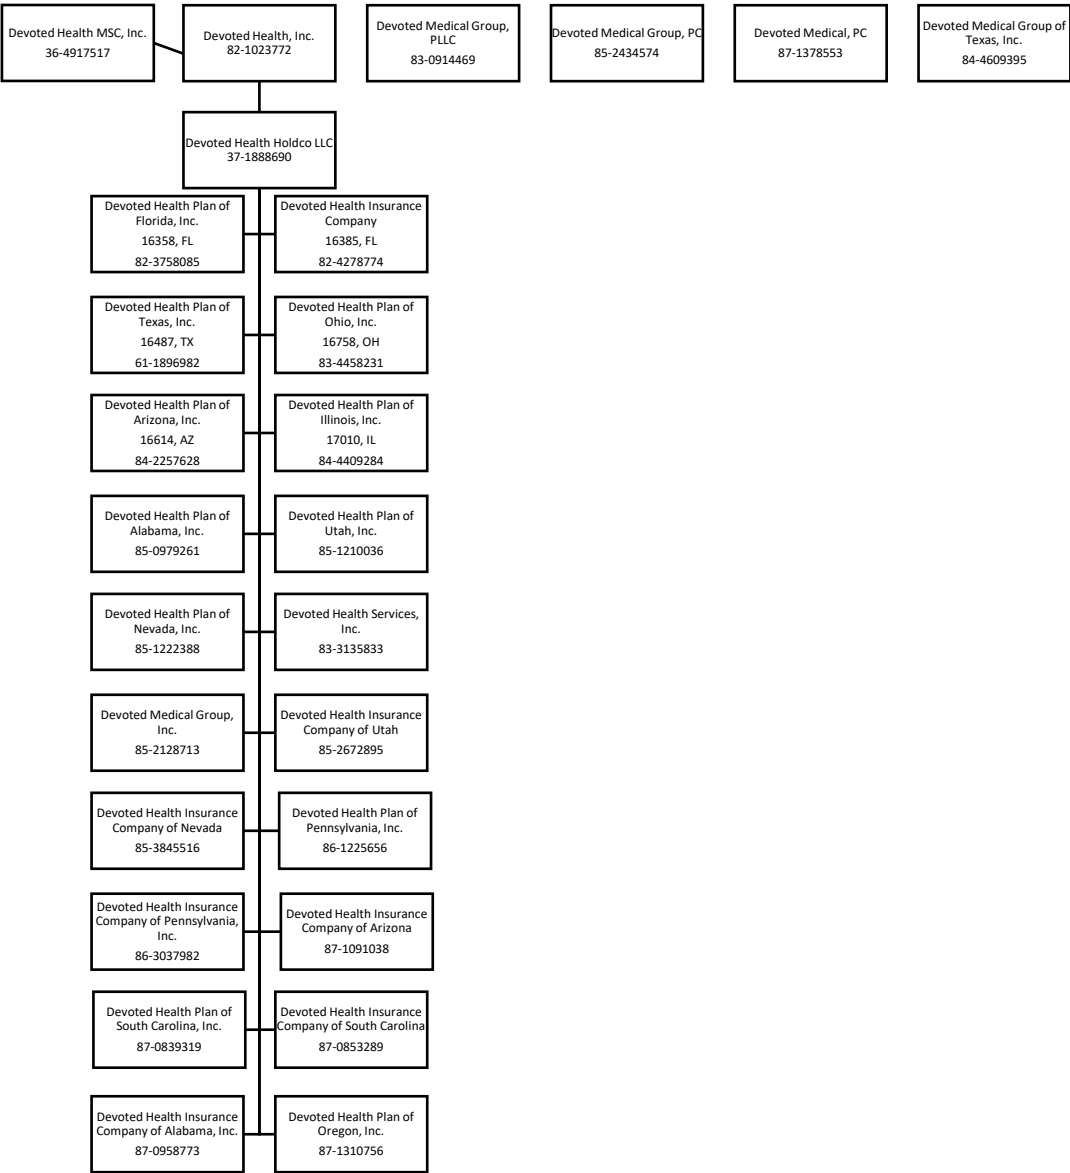 Devoted Health MSC, Inc.
36-4917517
Devoted Health, Inc.
82-1023772
Devoted Medical Group,
PLLC
83-0914469
Devoted Medical Group, PC
85-2434574
Devoted Medical, PC
87-1378553
Devoted Medical Group of
Texas, Inc.
84-4609395
Devoted Health Holdco LLC
37-1888690
Devoted Health Plan of
Florida, Inc.
16358, FL
82-3758085
Devoted Health Insurance
Company
16385, FL
82-4278774
Devoted Health Plan of
Texas, Inc.
16487, TX
61-1896982
Devoted Health Plan of
Ohio, Inc.
16758, OH
83-4458231
Devoted Health Plan of
Arizona, Inc.
16614, AZ
84-2257628
Devoted Health Plan of
Illinois, Inc.
17010, IL
84-4409284
Devoted Health Plan of
Alabama, Inc.
85-0979261
Devoted Health Plan of
Utah, Inc.
85-1210036
Devoted Health Plan of
Nevada, Inc.
85-1222388
Devoted Health Services,
Inc.
83-3135833
Devoted Medical Group,
Inc.
85-2128713
Devoted Health Insurance
Company of Utah
85-2672895
Devoted Health Insurance
Company of Nevada
85-3845516
Devoted Health Plan of
Pennsylvania, Inc.
86-1225656
Devoted Health Insurance
Company of Pennsylvania,
Inc.
86-3037982
Devoted Health Insurance
Company of Arizona
87-1091038
Devoted Health Plan of
South Carolina, Inc.
87-0839319
Devoted Health Insurance
Company of South Carolina
87-0853289
Devoted Health Insurance
Company of Alabama, Inc.
87-0958773
Devoted Health Plan of
Oregon, Inc.
87-1310756